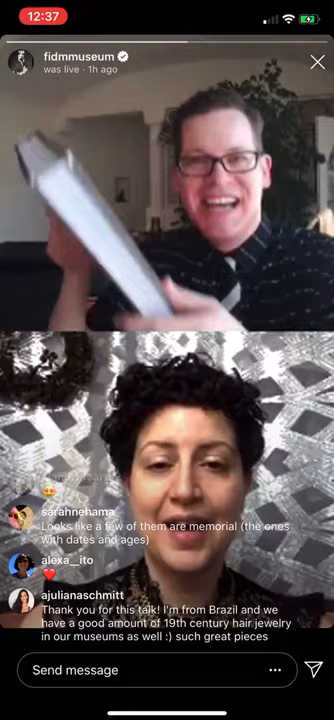 12:37
fidmmuseum
was live · 1h ago
sarahnehama
Looks like a few of them are memorial (the ones
with dates and ages)
alexa__ito
ajulianaschmitt
Thank you for this talk! I'm from Brazil and we
have a good amount of 19th century hair jewelry
in our museums as well :) such great pieces
Send message